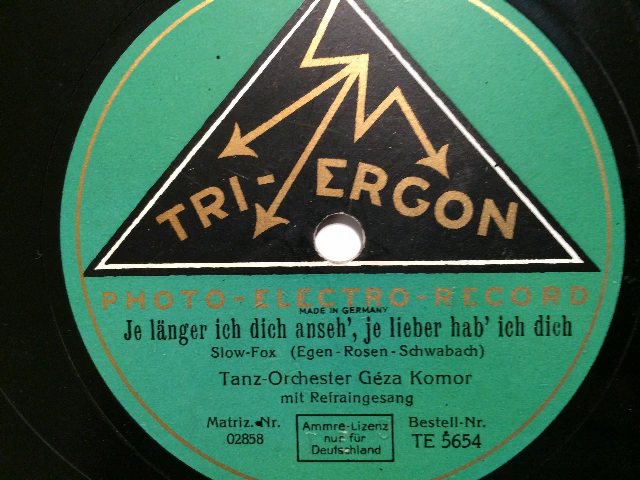 TRI-ERGON
PHOTO-ELECTRO-RECORD
MADE IN GERMANY
Je länger ich dich anseh', je lieber hab' ich dich
Slow-Fox (Egen-Rosen-Schwabach)
Tanz-Orchester Géza Komor
mit Refraingesang
Matriz.-Nr.
02858
Ammre-Lizenz
nur für
Deutschland
Bestell-Nr.
TE 5654